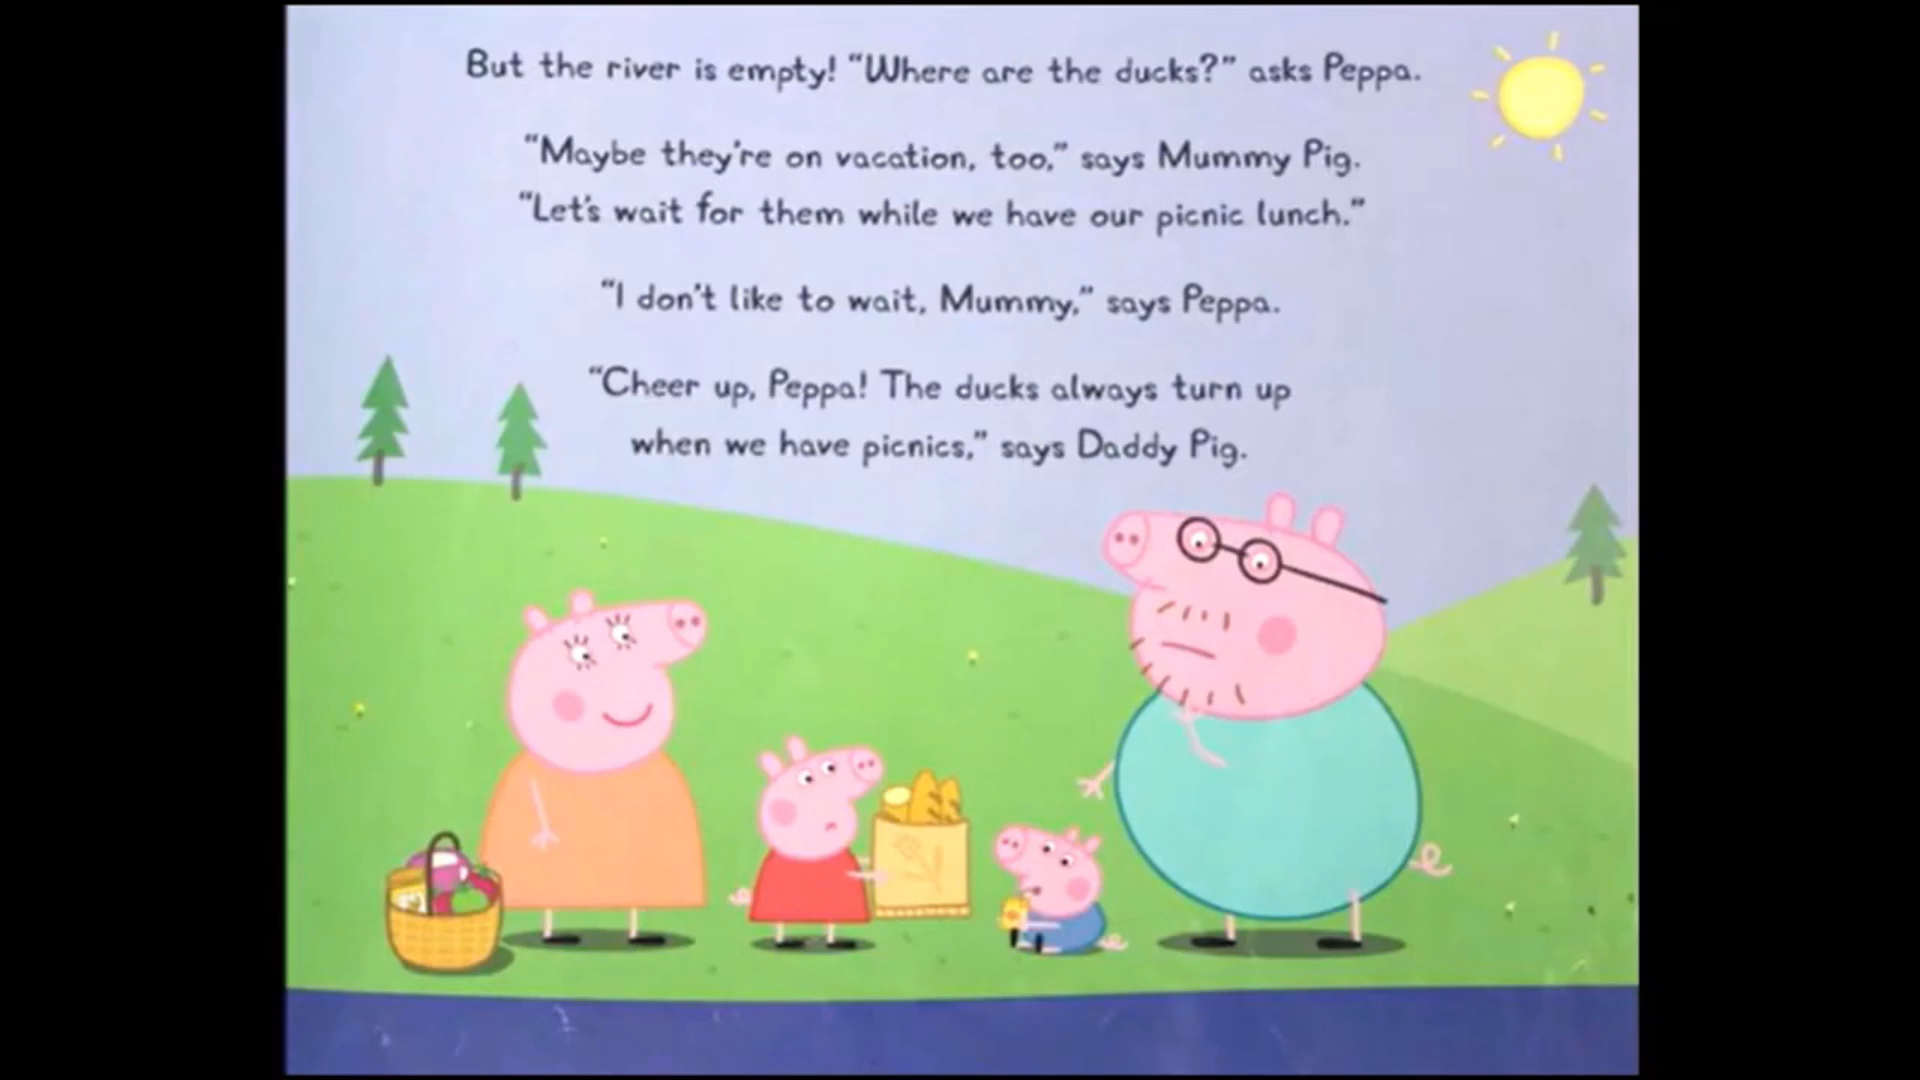 But the river is empty! “Where are the ducks?” asks Peppa.
“Maybe they’re on vacation, too,” says Mummy Pig.
“Let’s wait for them while we have our picnic lunch.”
“I don’t like to wait, Mummy,” says Peppa.
“Cheer up, Peppa! The ducks always turn up
when we have picnics,” says Daddy Pig.